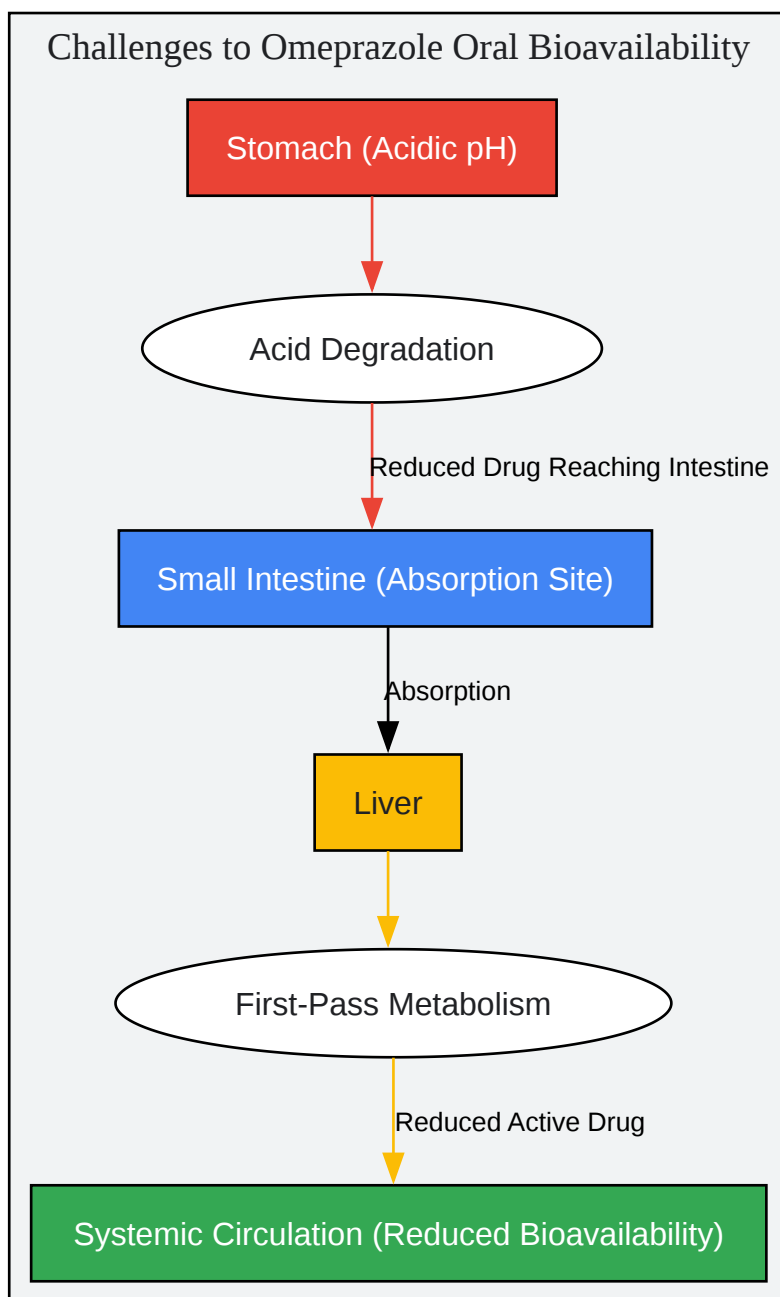 Challenges to Omeprazole Oral Bioavailability
Stomach (Acidic pH)
Acid Degradation
Reduced Drug Reaching Intestine
Small Intestine (Absorption Site)
Absorption
Liver
First-Pass Metabolism
Reduced Active Drug
Systemic Circulation (Reduced Bioavailability)